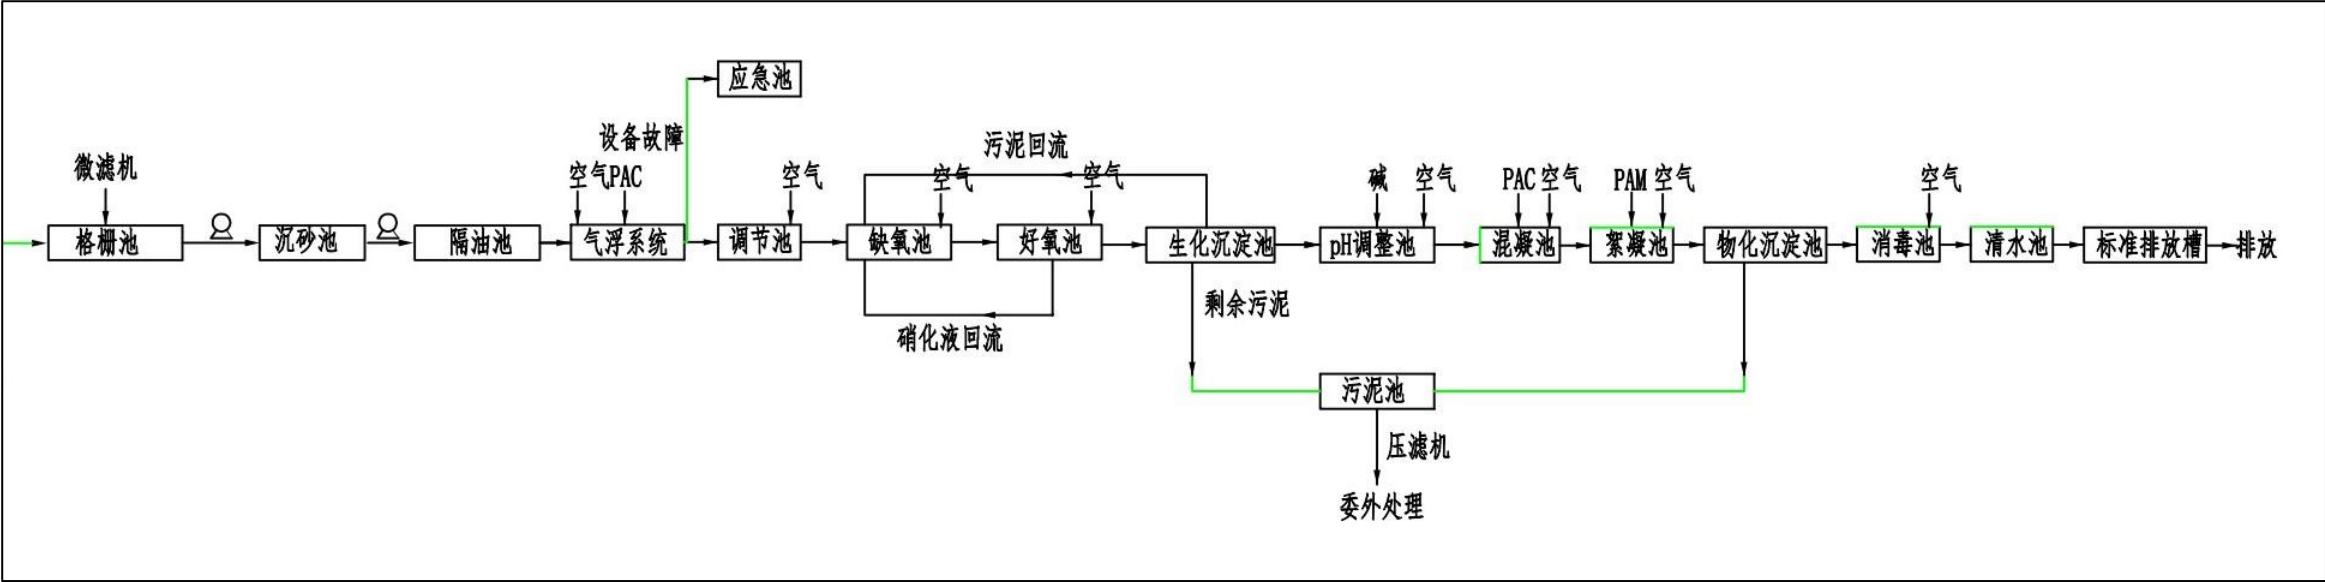 应急池
设备故障
污泥回流
微滤机
空气PAC
空气
空气
空气
碱
空气
PAC 空气
PAM 空气
空气
格栅池
沉砂池
隔油池
气浮系统
调节池
缺氧池
好氧池
生化沉淀池
pH调整池
混凝池
絮凝池
物化沉淀池
消毒池
清水池
标准排放槽
排放
剩余污泥
硝化液回流
污泥池
压滤机
委外处理